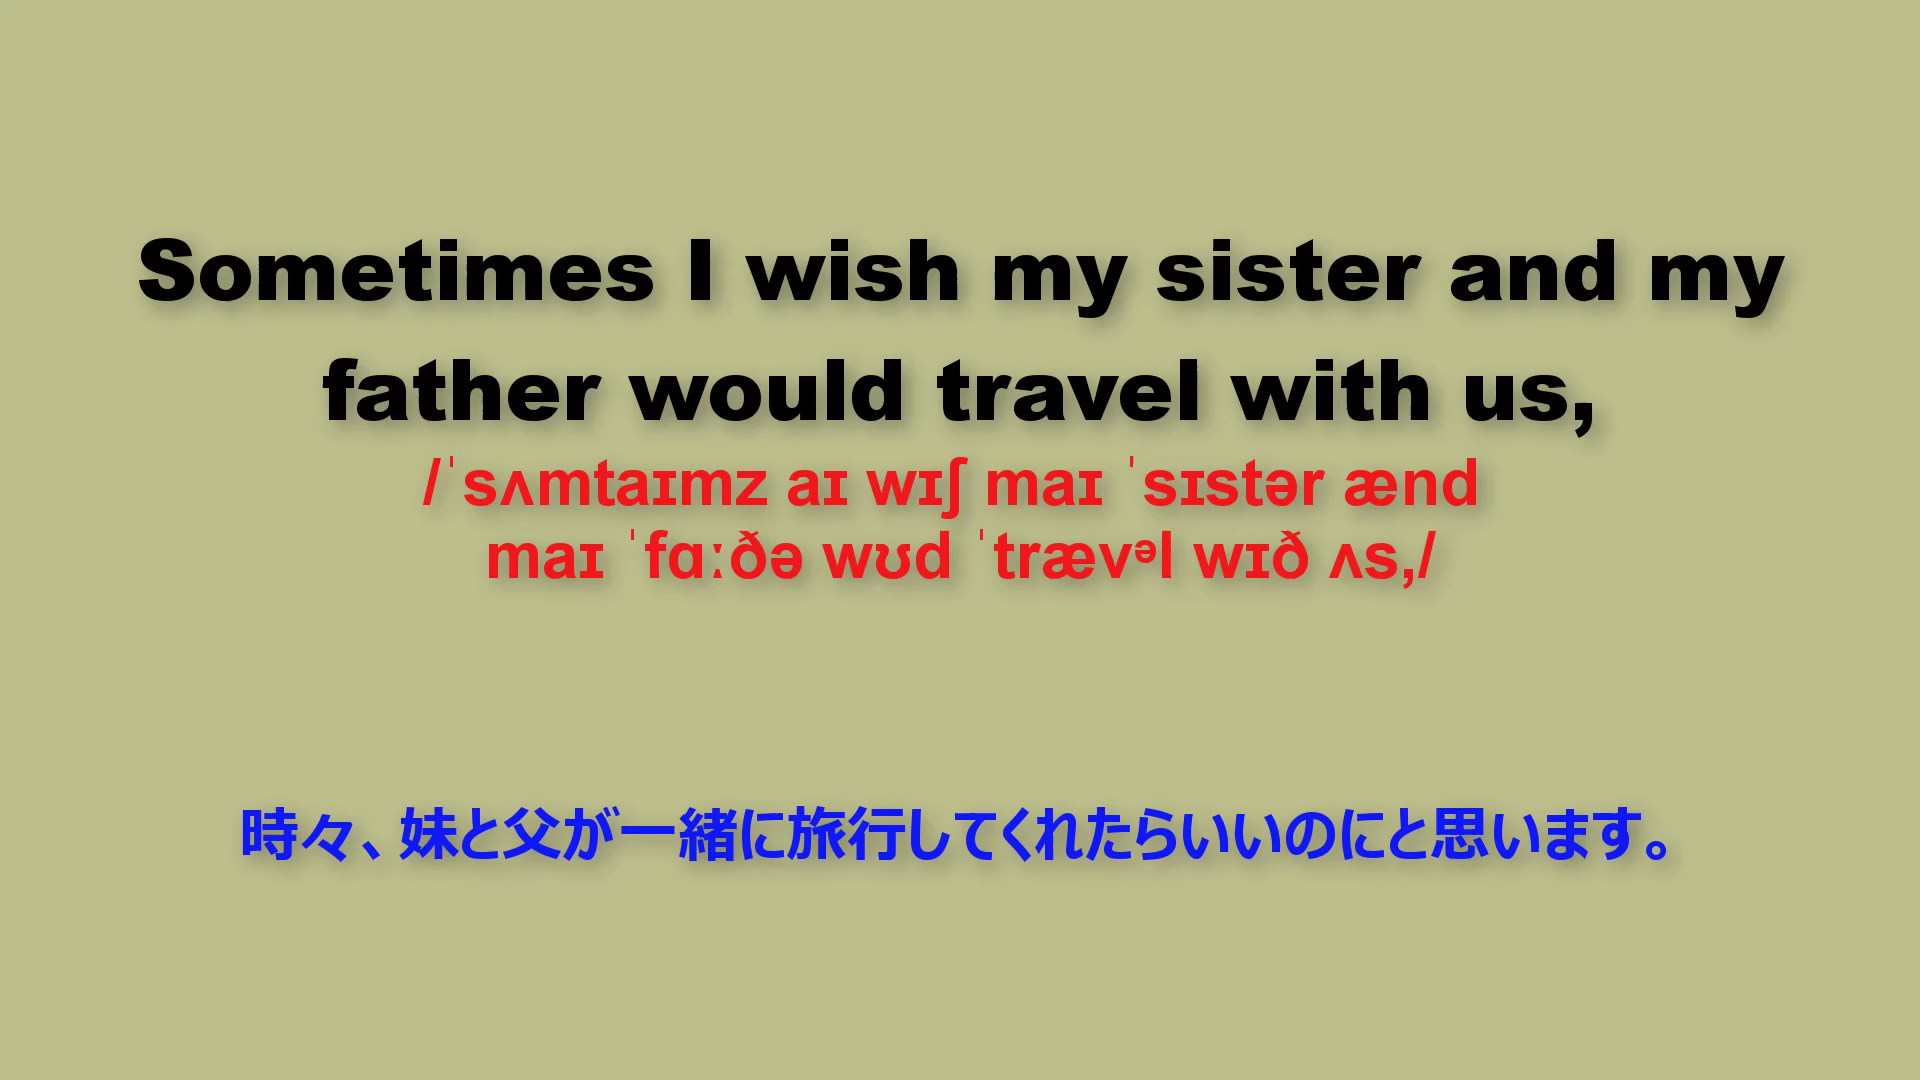 Sometimes I wish my sister and my
father would travel with us,
/ˈsʌmtaɪmz aɪ wɪʃ maɪ ˈsɪstər ænd
maɪ ˈfɑːðə wʊd ˈtrævᵊl wɪð ʌs,/
時々、妹と父が一緒に旅行してくれたらいいのにと思います。